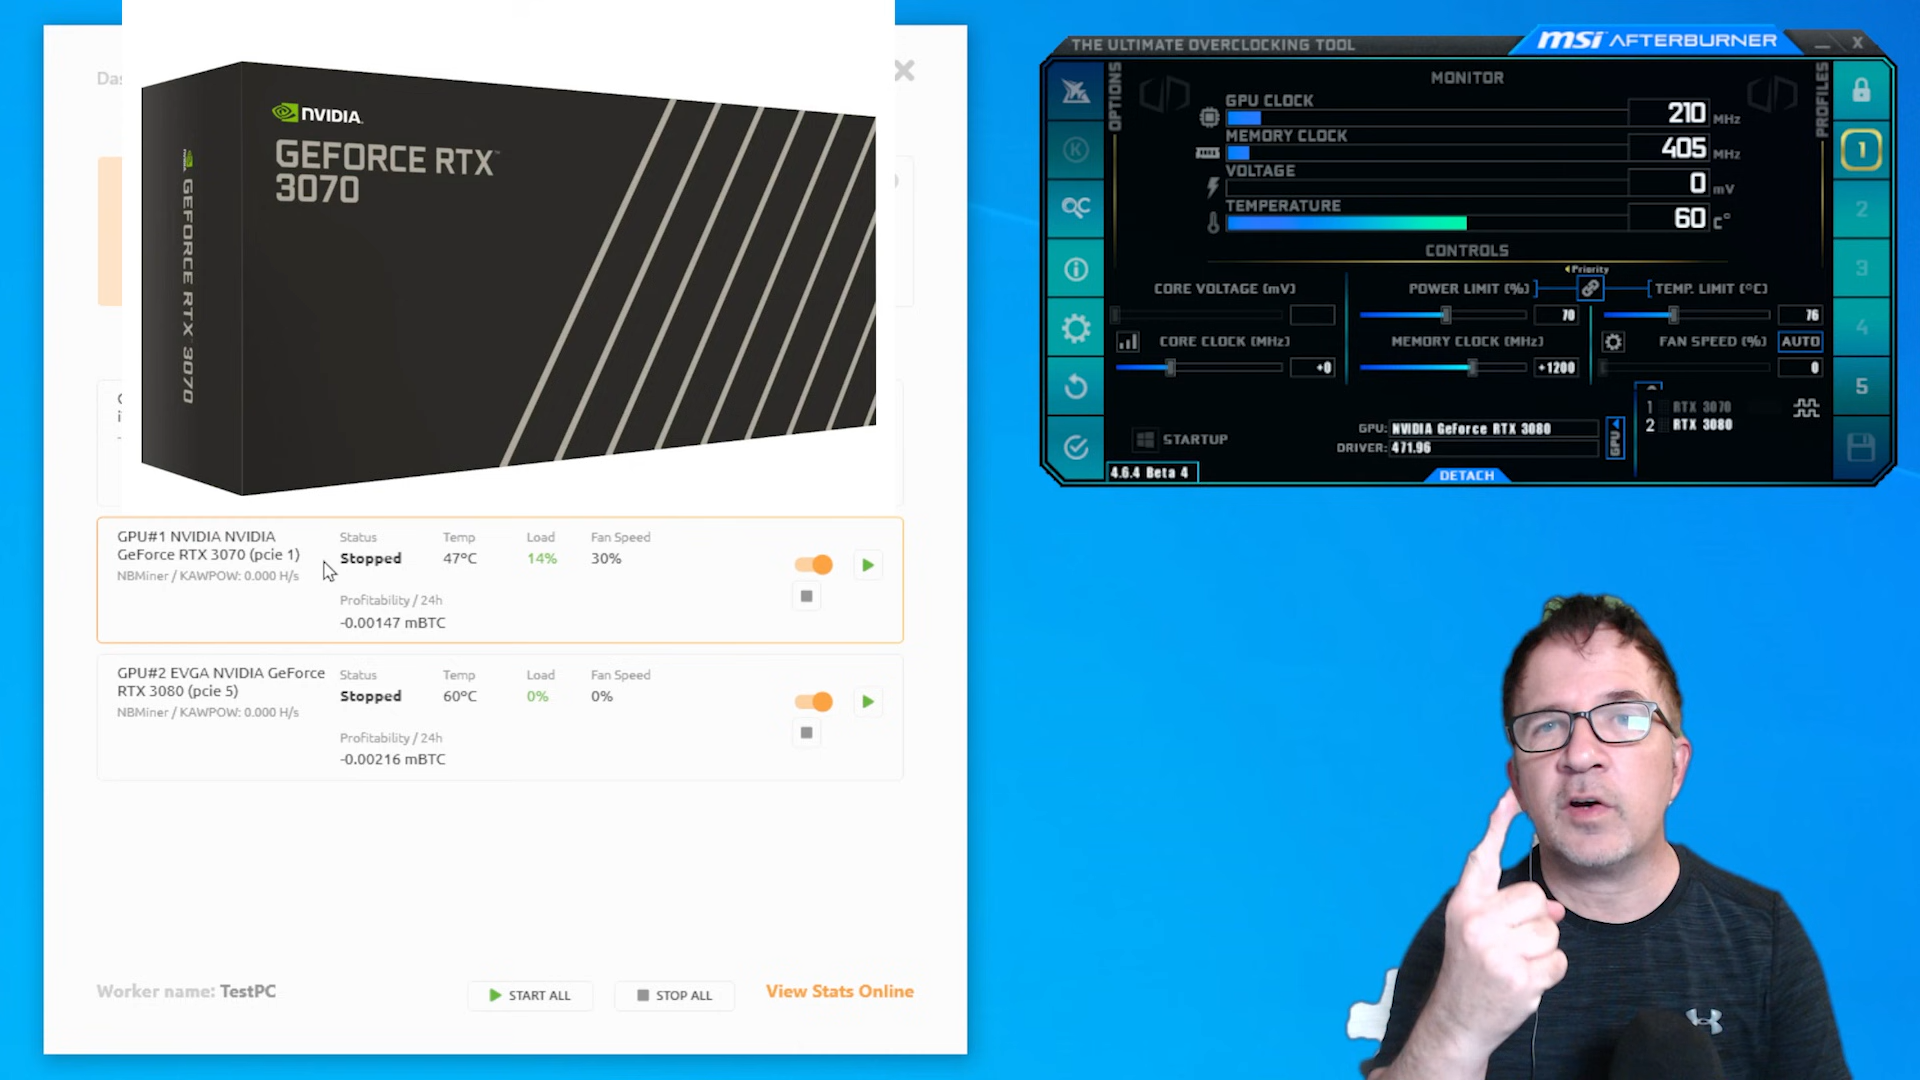 Das
NVIDIA.
GEFORCE RTX™
3070
GEFORCE RTX™ 3070
GPU#1 NVIDIA NVIDIA
GeForce RTX 3070 (pcie 1)
NBMiner / KAWPOW: 0.000 H/s
Status
Stopped
Temp
47°C
Load
14%
Fan Speed
30%
Profitability / 24h
-0.00147 mBTC
GPU#2 EVGA NVIDIA GeForce
RTX 3080 (pcie 5)
NBMiner / KAWPOW: 0.000 H/s
Status
Stopped
Temp
60°C
Load
0%
Fan Speed
0%
Profitability / 24h
-0.00216 mBTC
Worker name: TestPC
START ALL
STOP ALL
View Stats Online
THE ULTIMATE OVERCLOCKING TOOL
msi AFTERBURNER
OPTIONS
PROFILES
MONITOR
GPU CLOCK
210 MHz
MEMORY CLOCK
405 MHz
VOLTAGE
0 mV
TEMPERATURE
60 C°
CONTROLS
Priority
CORE VOLTAGE (mV)
POWER LIMIT (%)
70
TEMP. LIMIT (°C)
76
CORE CLOCK (MHz)
+0
MEMORY CLOCK (MHz)
+1200
FAN SPEED (%)
AUTO
0
K
OC
1
2
3
4
5
STARTUP
GPU: NVIDIA GeForce RTX 3080
DRIVER: 471.96
GPU
1 RTX 3070
2 RTX 3080
4.6.4 Beta 4
DETACH